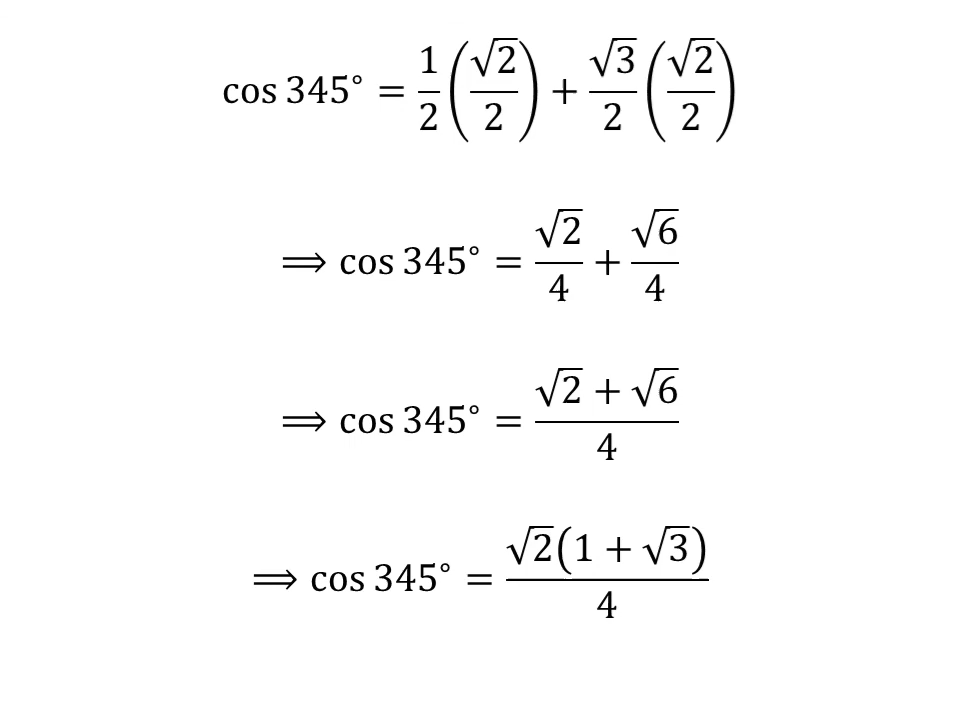 cos 345° = 1/2 (√2/2) + √3/2 (√2/2)
⟹ cos 345° = √2/4 + √6/4
⟹ cos 345° = (√2 + √6)/4
⟹ cos 345° = √2(1 + √3)/4